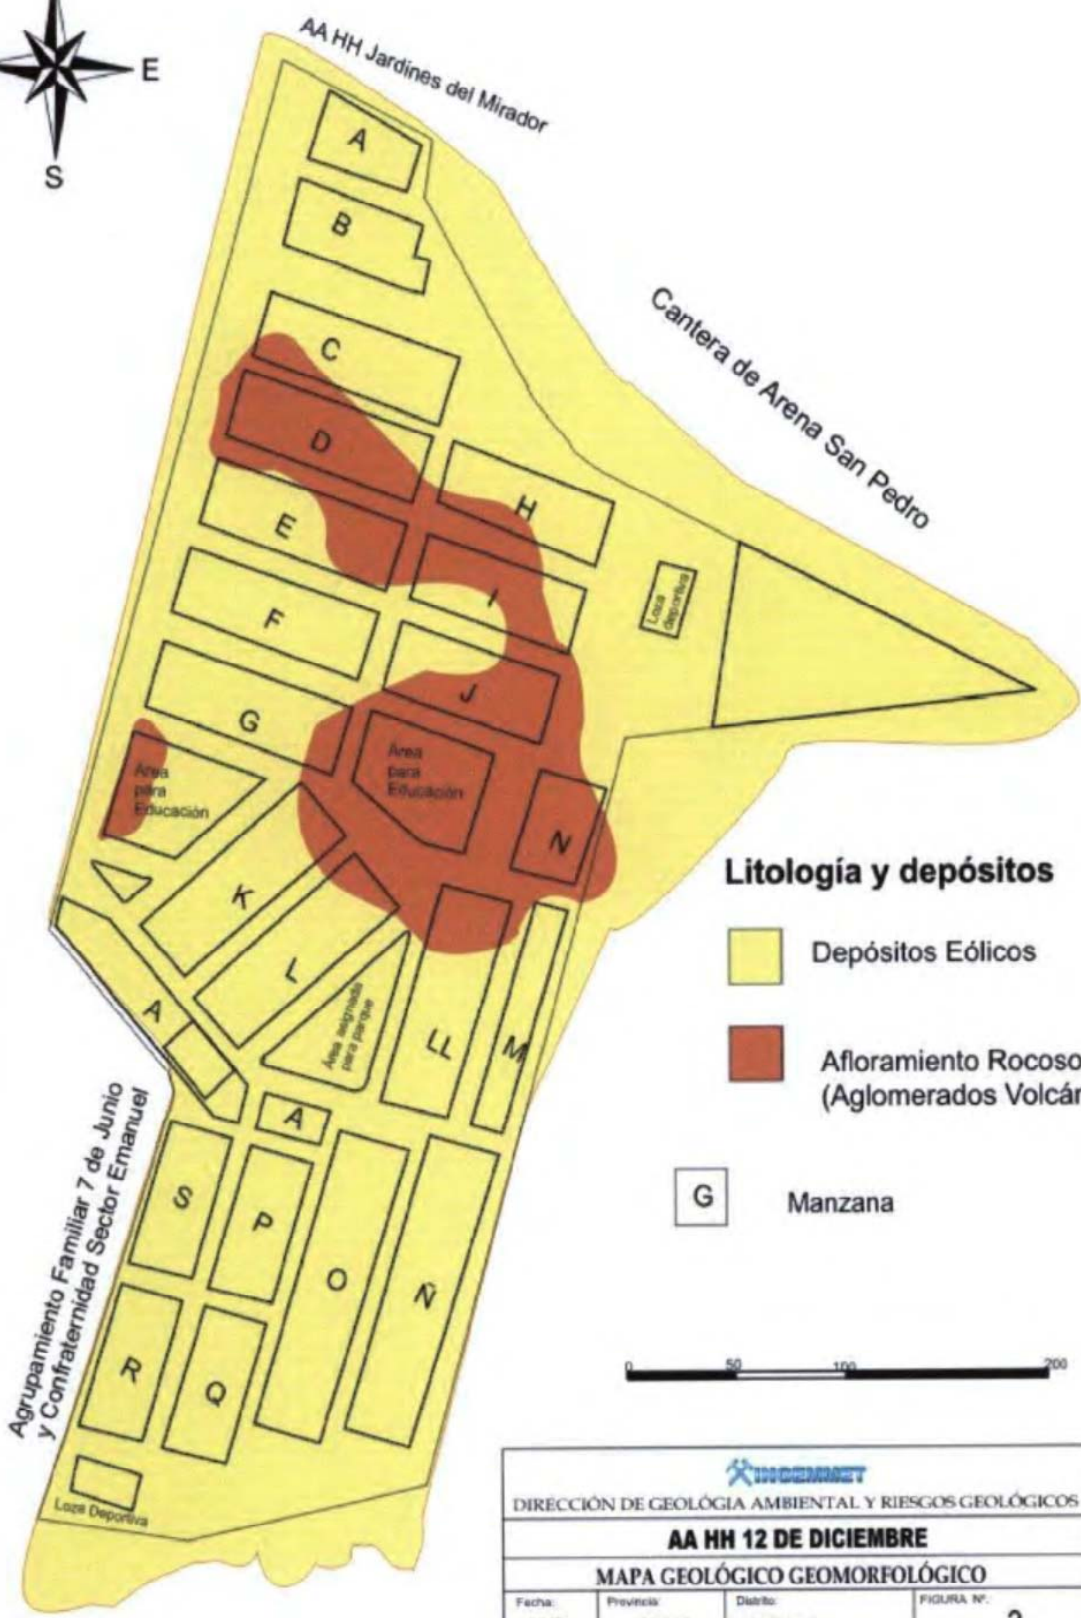 E
S
AA HH Jardines del Mirador
A
B
C
Cantera de Arena San Pedro
D
H
E
I
Loza
deportiva
F
J
G
Área
para
Educación
Área
para
Educación
N
Litología y depósitos
K
Depósitos Eólicos
L
Área asignada
para parque
A
LL
M
Afloramiento Rocoso
(Aglomerados Volcán
A
Agrupamiento Familiar 7 de Junio
y Confraternidad Sector Emanuel
S
P
G
Manzana
O
Ñ
R
Q
0 50 100 200
Loza Deportiva
INGEMMET
DIRECCIÓN DE GEOLÓGIA AMBIENTAL Y RIESGOS GEOLÓGICOS
AA HH 12 DE DICIEMBRE
MAPA GEOLÓGICO GEOMORFOLÓGICO
Fecha:
Provincia:
Distrito:
FIGURA Nº.